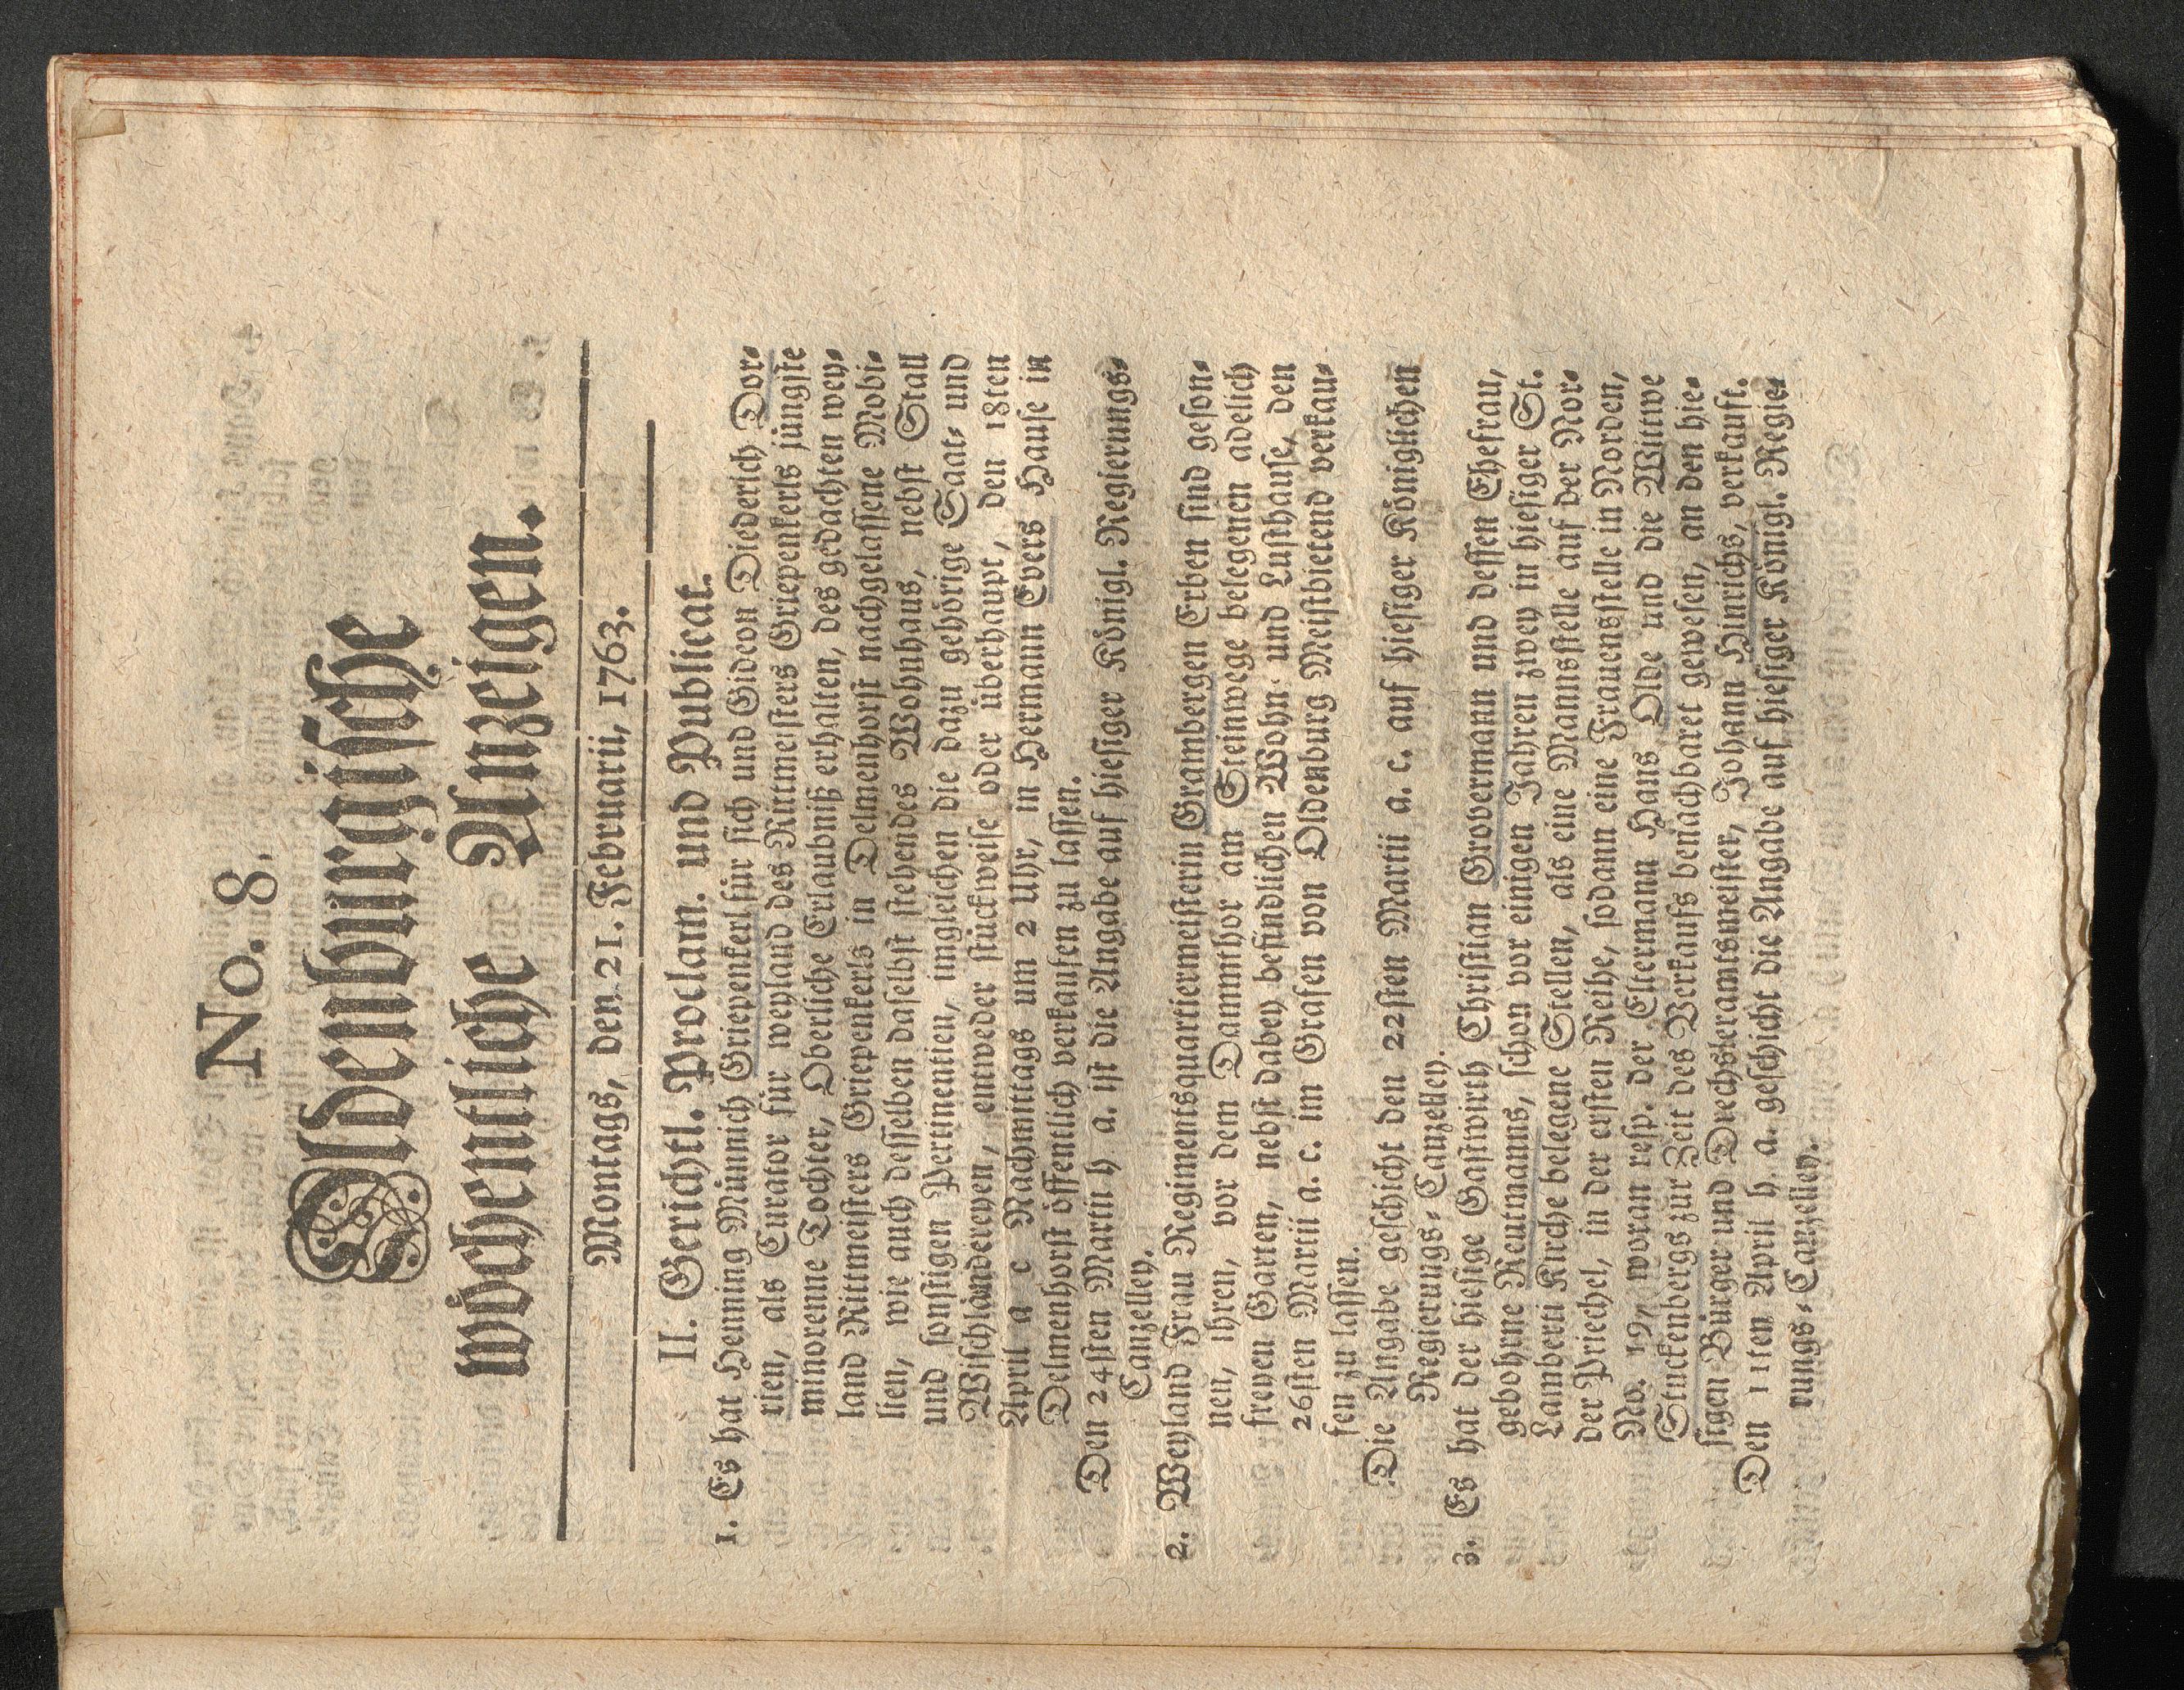 No. 8.
Oldenburgische
wöchentliche Anzeigen.
Montags, den 21. Februarii, 1763.
II. Gerichtl. Proclam. und Publicat.
1. Es hat Henning Münnich Griepenkerl für sich und Gideon Diederich Dor-
rien, als Curator für weyland des Rittmeisters Griepenkerls jüngste
minorenne Tochter, Oberliche Erlaubniß erhalten, des gedachten wey-
land Rittmeisters Griepenkerls in Delmenhorst nachgelassene Mobi-
lien, wie auch desselben daselbst stehendes Wohnhaus, nebst Stall
und sonstigen Pertinentien, imgleichen die dazu gehörige Saat- und
Wischländereyen, entweder stückweise oder überhaupt, den 18ten
April a c Nachmittags um 2 Uhr, in Hermann Evers Hause in
Delmenhorst öffentlich verkaufen zu lassen.
Den 24sten Martii h a. ist die Angabe auf hiesiger Königl. Regierungs-
Canzelley.
2. Weyland Frau Regimentsquartiermeisterin Grambergen Erben sind geson-
nen, ihren, vor dem Dammthor am Steinwege belegenen adelich
freyen Garten, nebst dabey befindlichen Wohn- und Lusthause, den
26sten Martii a. c. im Grafen von Oldenburg Meistbietend verkau-
fen zu lassen.
Die Angabe geschicht den 22sten Martii a. c. auf hiesiger Königlichen
Regierungs-Canzelley.
3. Es hat der hiesige Gastwirth Christian Grovermann und dessen Ehefrau,
gebohrne Reutmanns, schon vor einigen Jahren zwey in hiesiger St.
Lamberti Kirche belegene Stellen, als eine Mannsstelle auf der Nor-
der Priechel, in der ersten Reihe, sodann eine Frauensstelle in Norden,
No. 19, woran resp. der Eltermann Hans Olde und die Wittwe
Stuckenbergs zur Zeit des Verkaufs benachbaret gewesen, an den hie-
sigen Bürger und Drechsleramtsmeister, Johann Hinrichs, verkauft.
Den 11ten April h. a. geschicht die Angabe auf hiesiger Königl. Regie-
rungs-Canzelley.